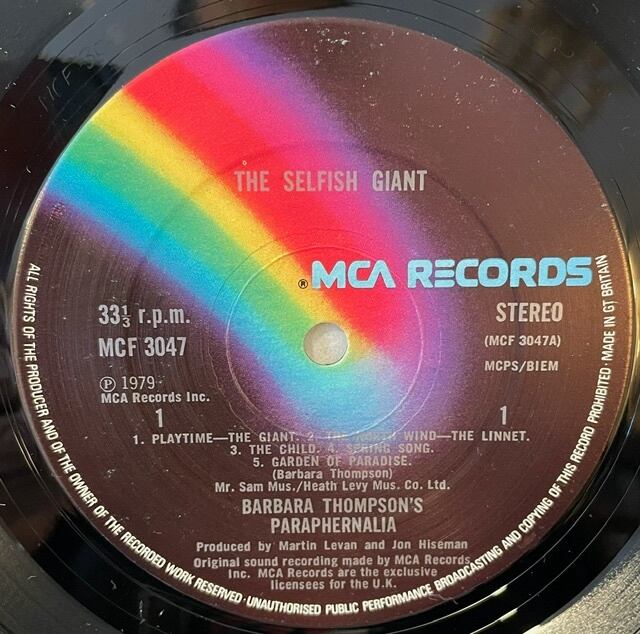 THE SELFISH GIANT
® MCA RECORDS
33⅓ r.p.m.
MCF 3047
STEREO
(MCF 3047A)
MCPS/BIEM
Ⓟ 1979
MCA Records Inc.
1
1
1. PLAYTIME—THE GIANT. 2. THE NORTH WIND—THE LINNET.
3. THE CHILD. 4. SPRING SONG.
5. GARDEN OF PARADISE.
(Barbara Thompson)
Mr. Sam Mus./Heath Levy Mus. Co. Ltd.
BARBARA THOMPSON'S
PARAPHERNALIA
Produced by Martin Levan and Jon Hiseman
Original sound recording made by MCA Records
Inc. MCA Records are the exclusive
licensees for the U.K.
ALL RIGHTS OF THE PRODUCER AND OF THE OWNER OF THE RECORDED WORK RESERVED · UNAUTHORISED PUBLIC PERFORMANCE BROADCASTING AND COPYING OF THIS RECORD PROHIBITED · MADE IN GT BRITAIN